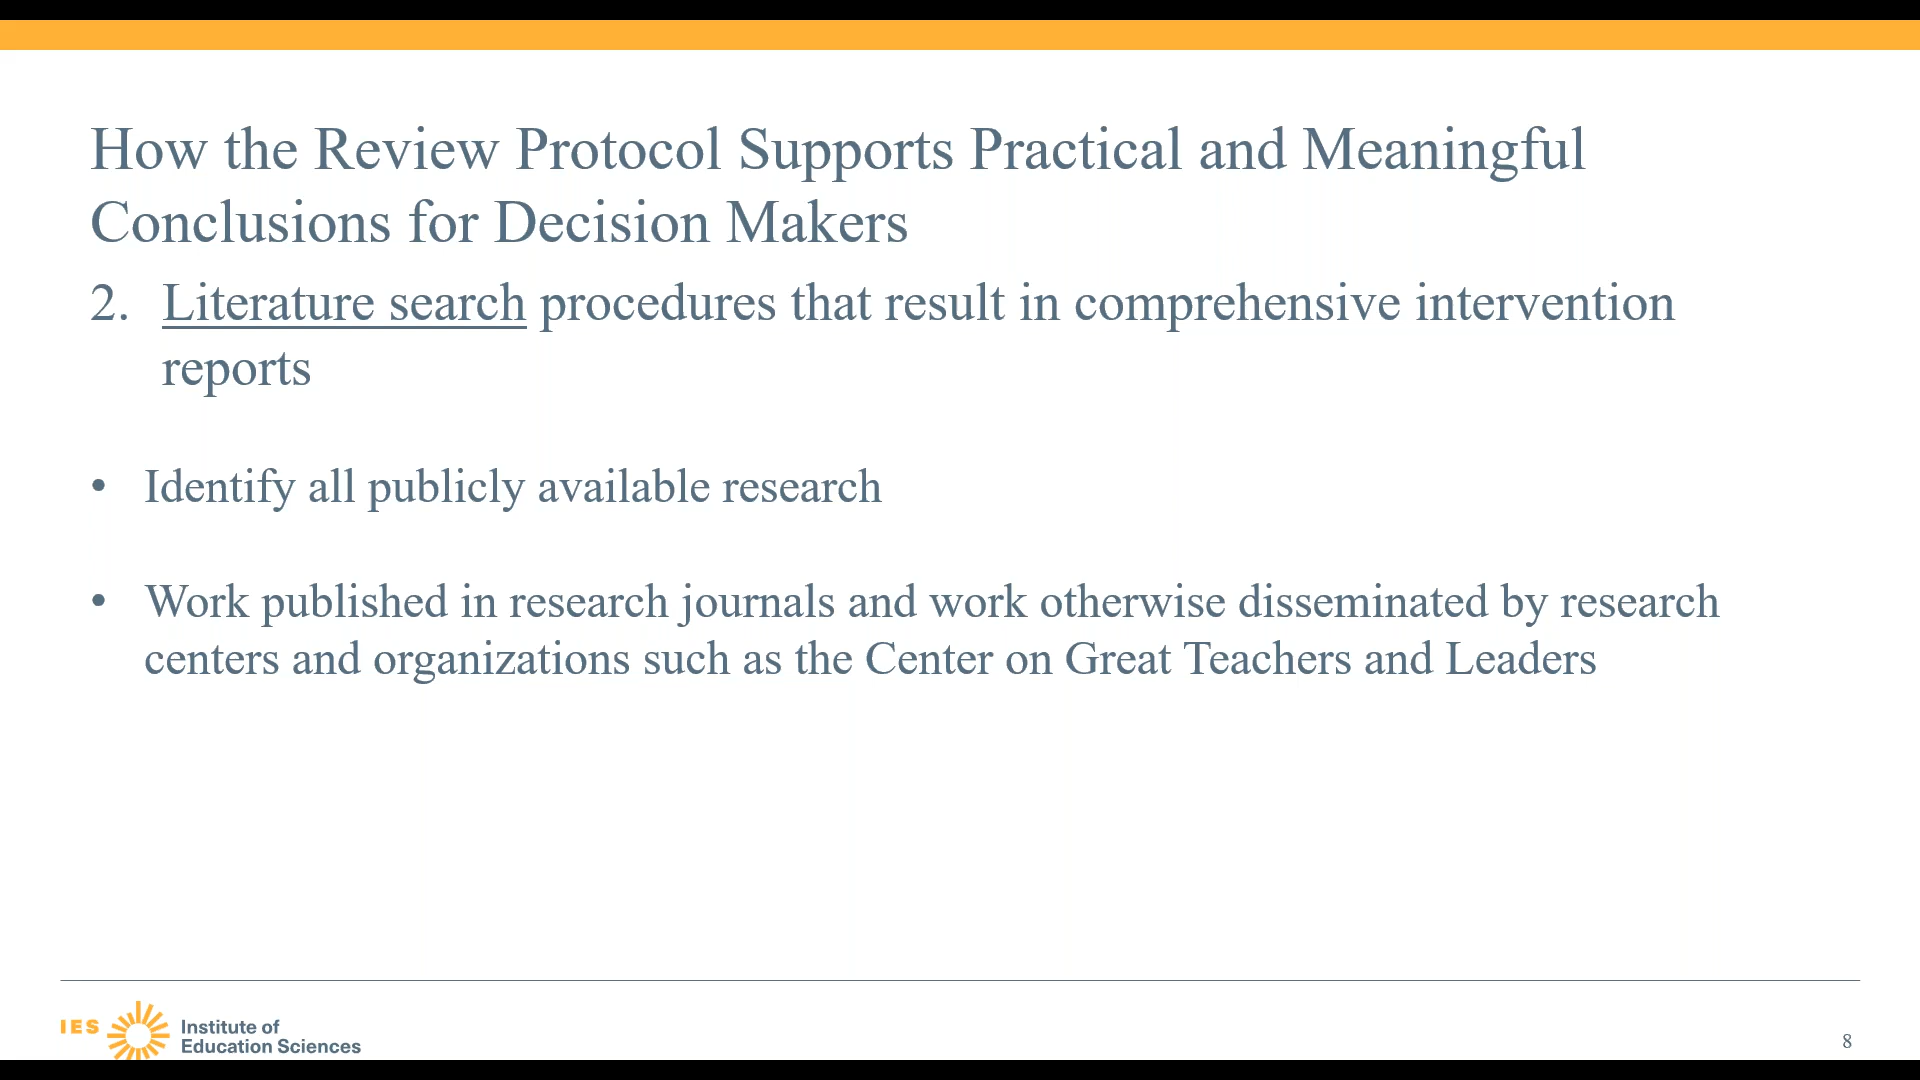 How the Review Protocol Supports Practical and Meaningful
Conclusions for Decision Makers
2. Literature search procedures that result in comprehensive intervention
reports
• Identify all publicly available research
• Work published in research journals and work otherwise disseminated by research
centers and organizations such as the Center on Great Teachers and Leaders
IES
Institute of
Education Sciences
8